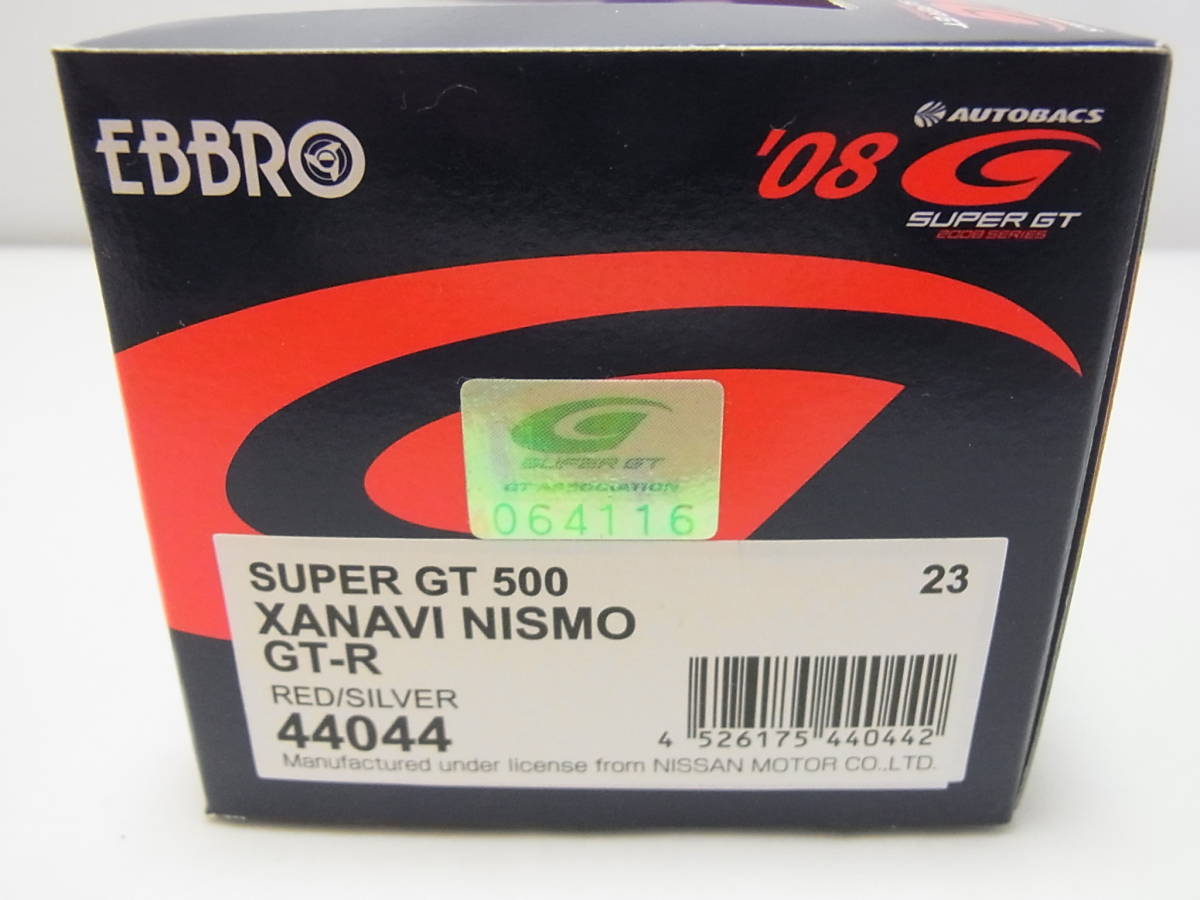 EBBRO
AUTOBACS
'08
SUPER GT
2008 SERIES
SUPER GT
GT ASSOCIATION
064116
SUPER GT 500
23
XANAVI NISMO
GT-R
RED/SILVER
44044
4 526175 440442
Manufactured under license from NISSAN MOTOR CO.,LTD.